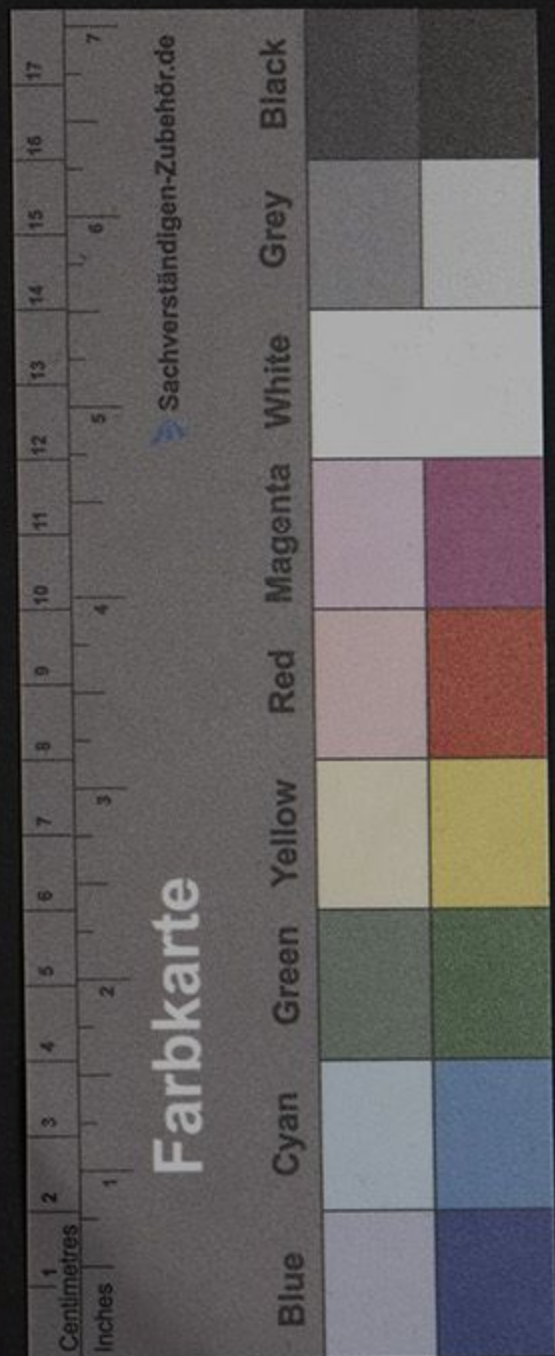 Centimetres 1 2 3 4 5 6 7 8 9 10 11 12 13 14 15 16 17
Inches 1 2 3 4 5 6 7
Farbkarte
Sachverständigen-Zubehör.de
Blue Cyan Green Yellow Red Magenta White Grey Black